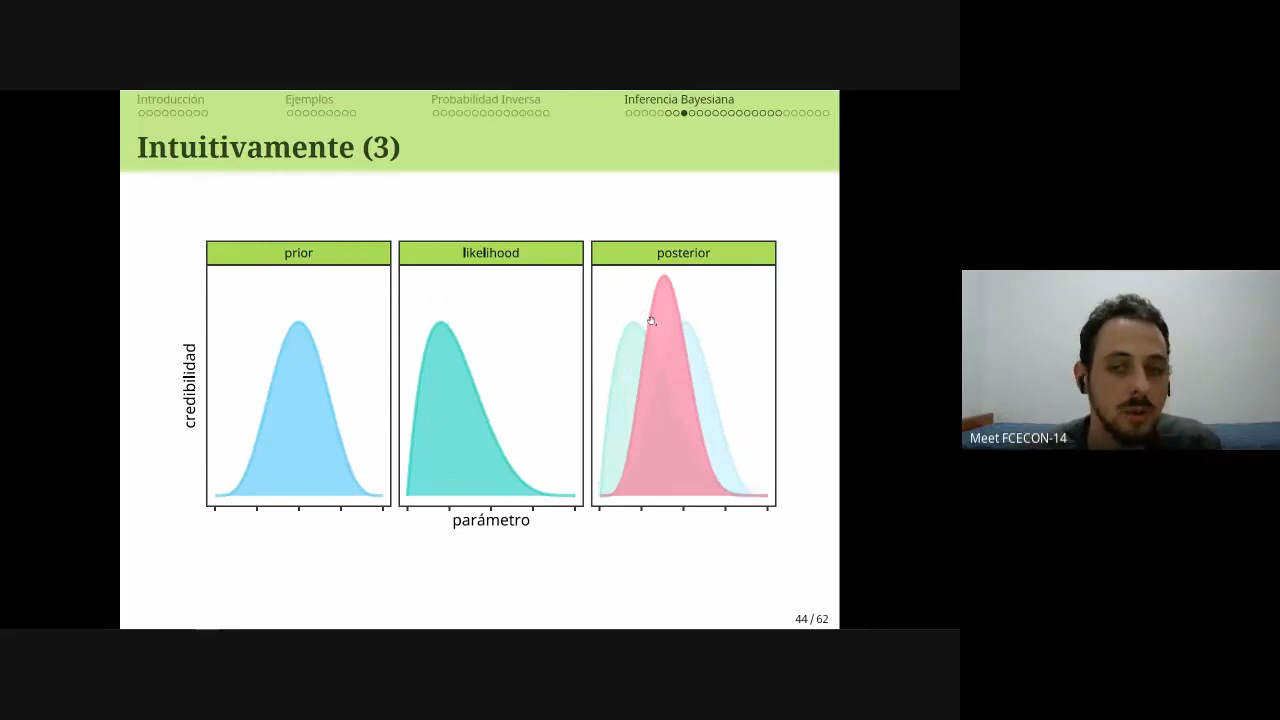 Introducción Ejemplos Probabilidad Inversa Inferencia Bayesiana
Intuitivamente (3)
prior likelihood posterior
credibilidad
parámetro
44 / 62
Meet FCECON-14